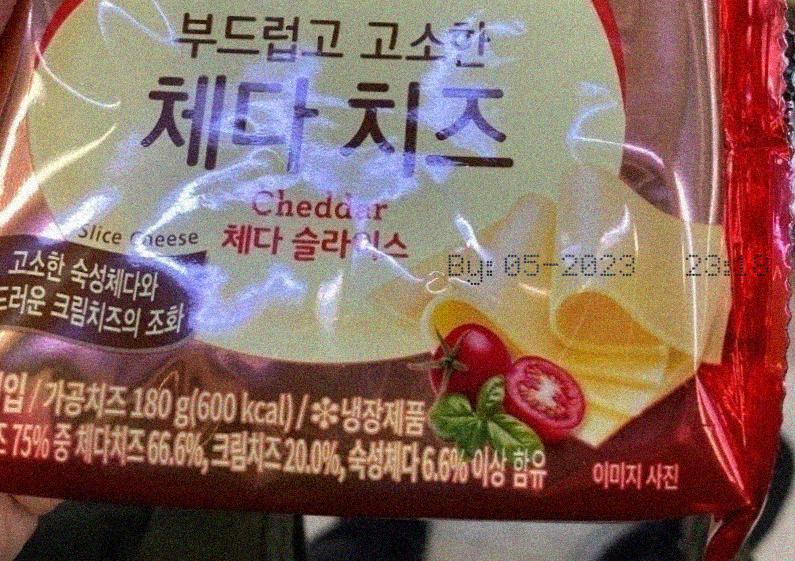 부드럽고 고소한
체다 치즈
Cheddar
Slice Cheese 체다 슬라이스
고소한 숙성체다와
드러운 크림치즈의 조화
By: 05-2023 23:18
입 / 가공치즈 180 g(600 kcal) / 냉장제품
즈 75% 중 체다치즈 66.6%, 크림치즈 20.0%, 숙성체다 6.6% 이상 함유
이미지 사진